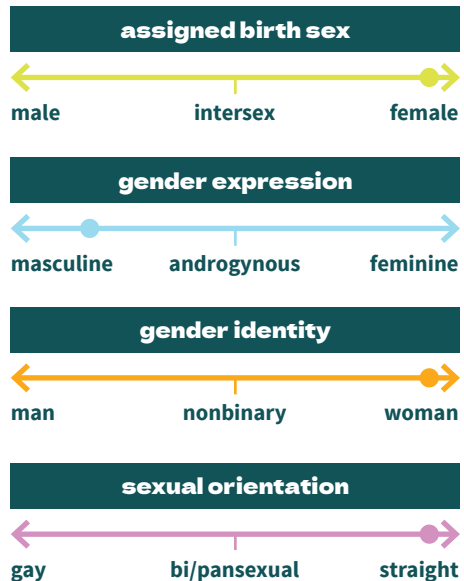 assigned birth sex
male intersex female
gender expression
masculine androgynous feminine
gender identity
man nonbinary woman
sexual orientation
gay bi/pansexual straight